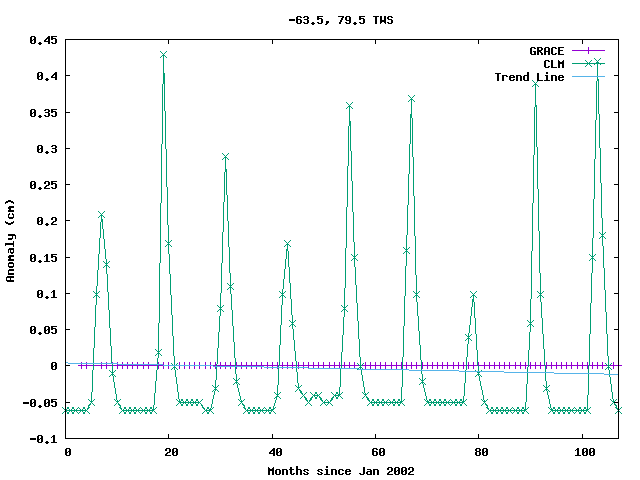 -63.5, 79.5 TWS
0.45
0.4
0.35
0.3
0.25
0.2
0.15
0.1
0.05
0
-0.05
-0.1
Anomaly (cm)
GRACE
CLM
Trend Line
0 20 40 60 80 100
Months since Jan 2002